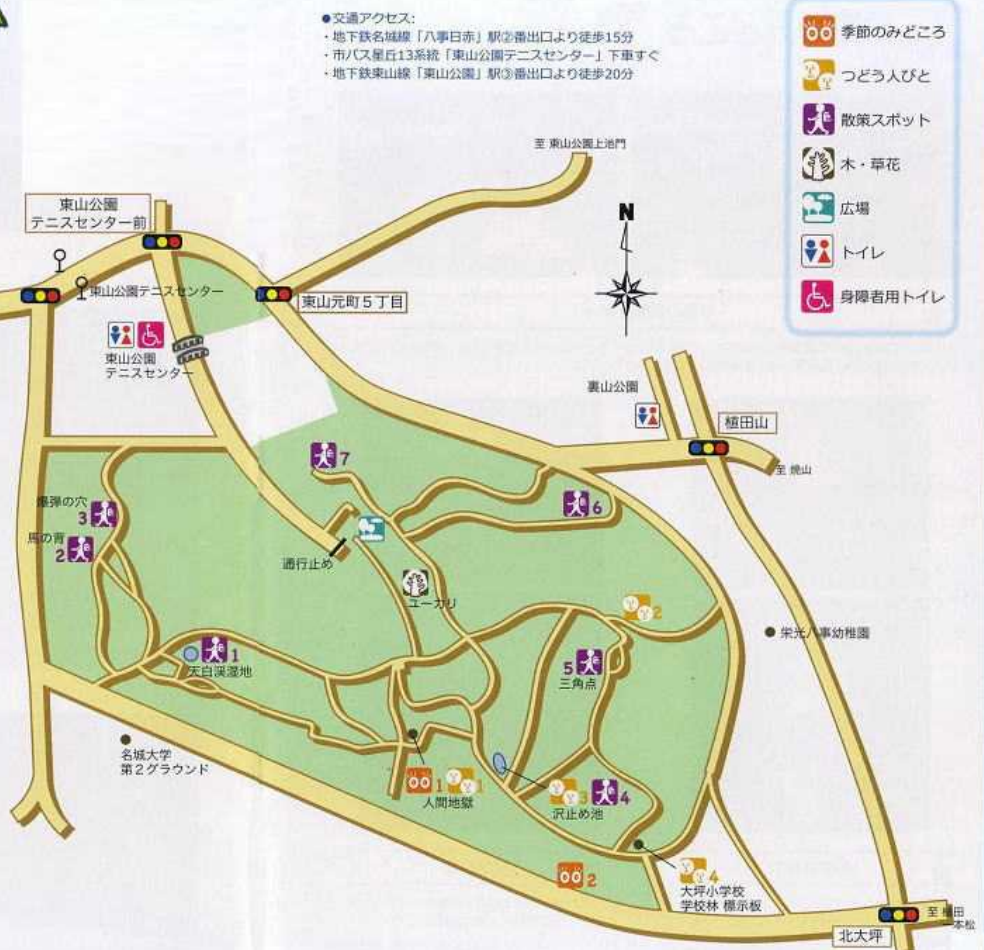 ●交通アクセス:
・地下鉄名城線「八事日赤」駅②番出口より徒歩15分
・市バス星丘13系統「東山公園テニスセンター」下車すぐ
・地下鉄東山線「東山公園」駅③番出口より徒歩20分
季節のみどころ
つどう人びと
散策スポット
木・草花
広場
トイレ
身障者用トイレ
至 東山公園上池門
東山公園
テニスセンター前
N
東山公園テニスセンター
東山元町5丁目
東山公園
テニスセンター
裏山公園
植田山
至 焼山
7
爆弾の穴
3
6
馬の背
2
通行止め
ユーカリ
2
栄光八事幼稚園
1
天白渓湿地
5
三角点
名城大学
第2グラウンド
1
1
人間地獄
3
4
沢止め池
2
4
大坪小学校
学校林 標示板
北大坪
至 植田
一本松